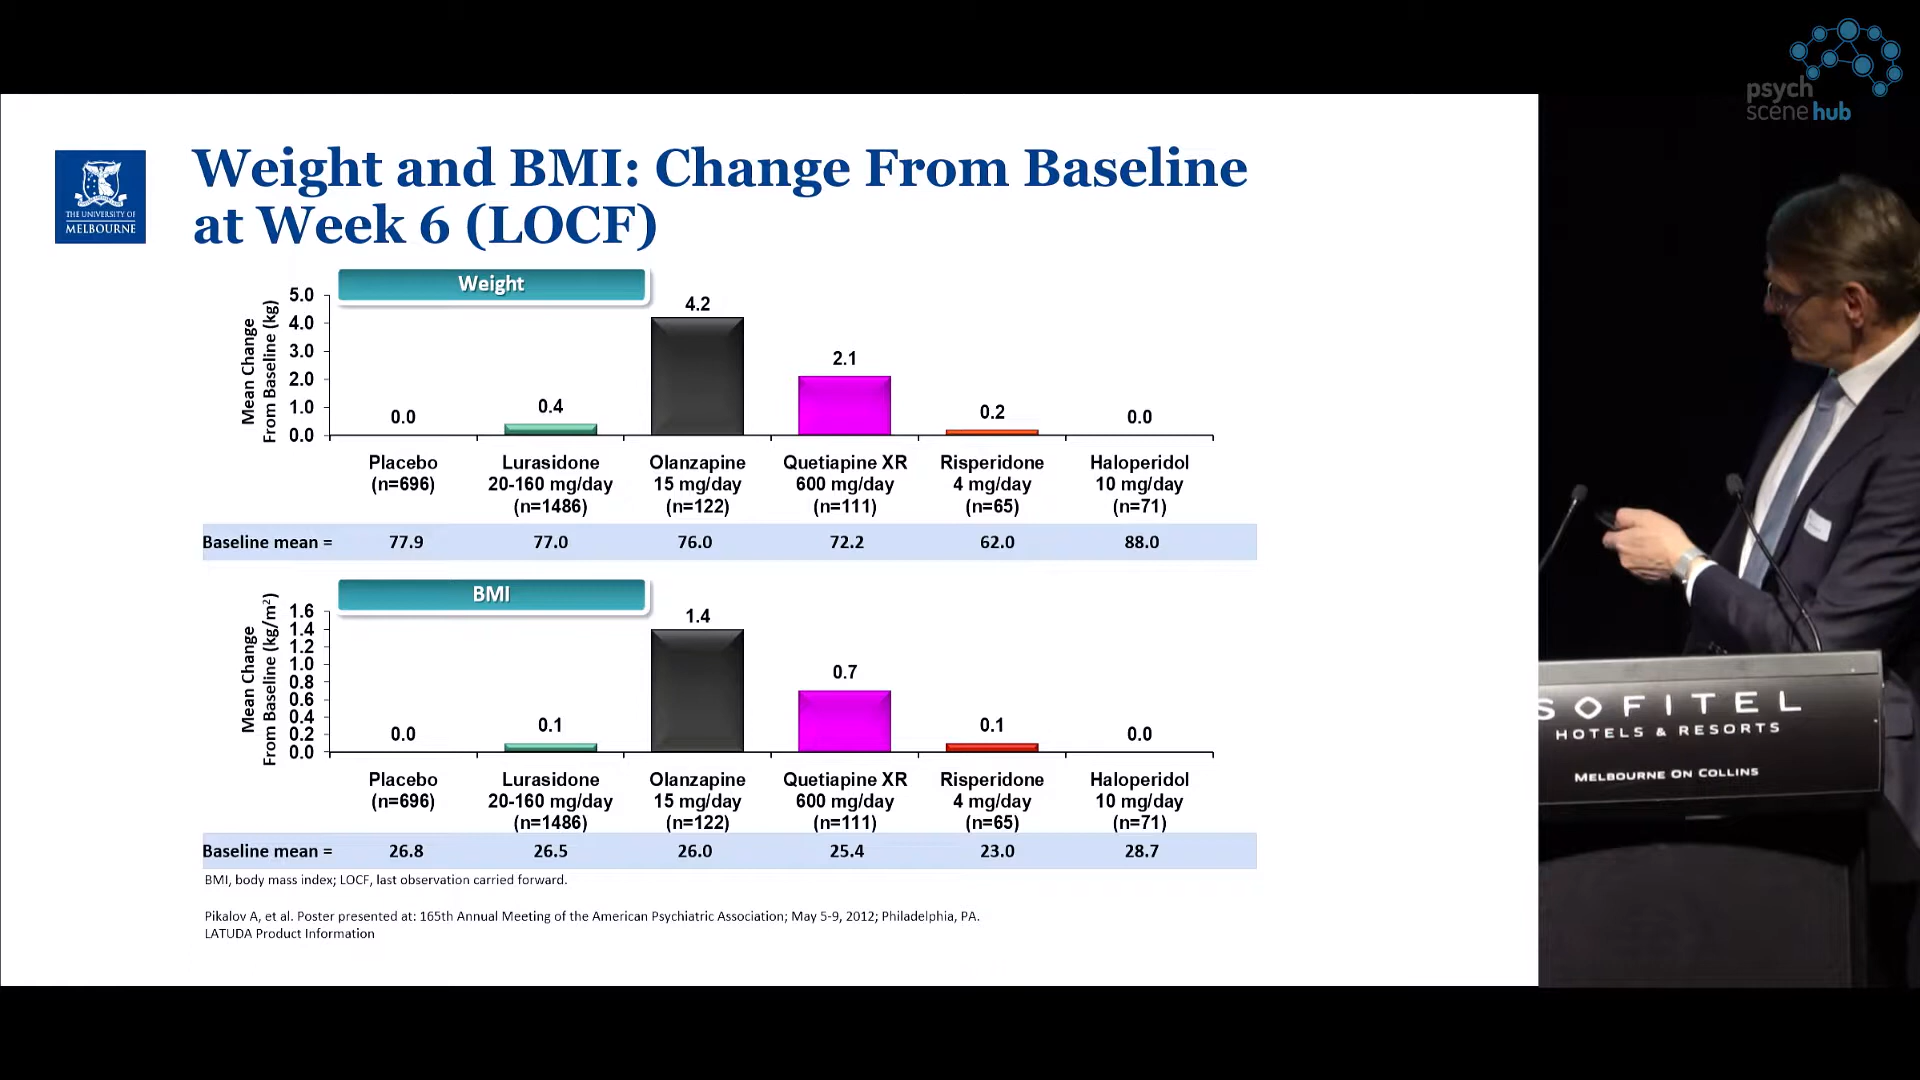 psych
scene hub
THE UNIVERSITY OF
MELBOURNE
Weight and BMI: Change From Baseline
at Week 6 (LOCF)
Weight
Mean Change
From Baseline (kg)
5.0
4.0
3.0
2.0
1.0
0.0
0.0
0.4
4.2
2.1
0.2
0.0
Placebo
(n=696)
Lurasidone
20-160 mg/day
(n=1486)
Olanzapine
15 mg/day
(n=122)
Quetiapine XR
600 mg/day
(n=111)
Risperidone
4 mg/day
(n=65)
Haloperidol
10 mg/day
(n=71)
Baseline mean = 77.9 77.0 76.0 72.2 62.0 88.0
BMI
Mean Change
From Baseline (kg/m²)
1.6
1.4
1.2
1.0
0.8
0.6
0.4
0.2
0.0
0.0
0.1
1.4
0.7
0.1
0.0
Placebo
(n=696)
Lurasidone
20-160 mg/day
(n=1486)
Olanzapine
15 mg/day
(n=122)
Quetiapine XR
600 mg/day
(n=111)
Risperidone
4 mg/day
(n=65)
Haloperidol
10 mg/day
(n=71)
Baseline mean = 26.8 26.5 26.0 25.4 23.0 28.7
BMI, body mass index; LOCF, last observation carried forward.
Pikalov A, et al. Poster presented at: 165th Annual Meeting of the American Psychiatric Association; May 5-9, 2012; Philadelphia, PA.
LATUDA Product Information
SOFITEL
HOTELS & RESORTS
MELBOURNE ON COLLINS